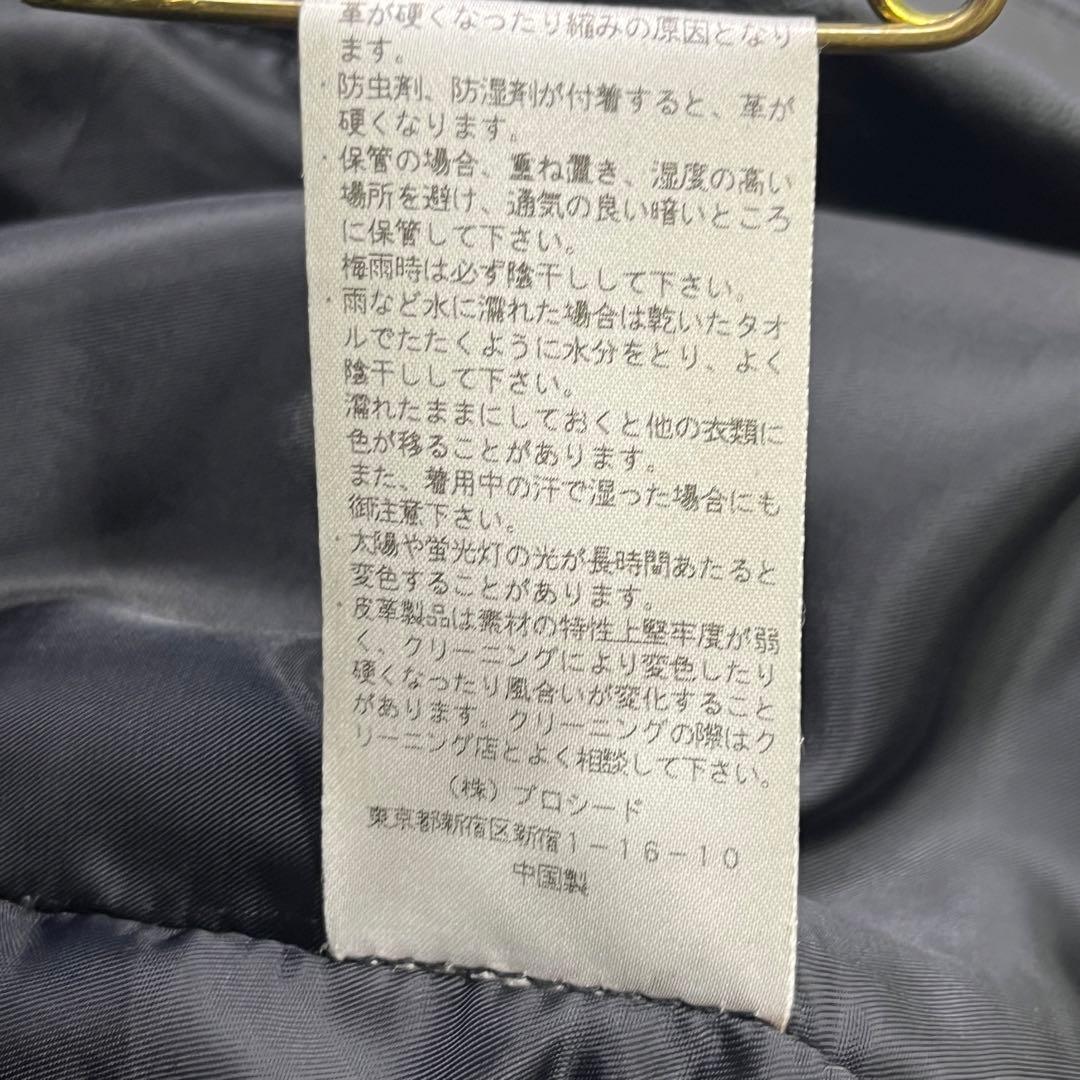 革が硬くなったり縮みの原因となり
ます。
・防虫剤、防湿剤が付着すると、革が
硬くなります。
・保管の場合、重ね置き、湿度の高い
場所を避け、通気の良い暗いところ
に保管して下さい。
梅雨時は必ず陰干しして下さい。
・雨など水に濡れた場合は乾いたタオ
ルでたたくように水分をとり、よく
陰干しして下さい。
濡れたままにしておくと他の衣類に
色が移ることがあります。
また、着用中の汗で湿った場合にも
御注意下さい。
・太陽や蛍光灯の光が長時間あたると
変色することがあります。
・皮革製品は素材の特性上堅牢度が弱
く、クリーニングにより変色したり
硬くなったり風合いが変化すること
があります。クリーニングの際はク
リーニング店とよく相談して下さい。
(株)プロシード
東京都新宿区新宿1-16-10
中国製